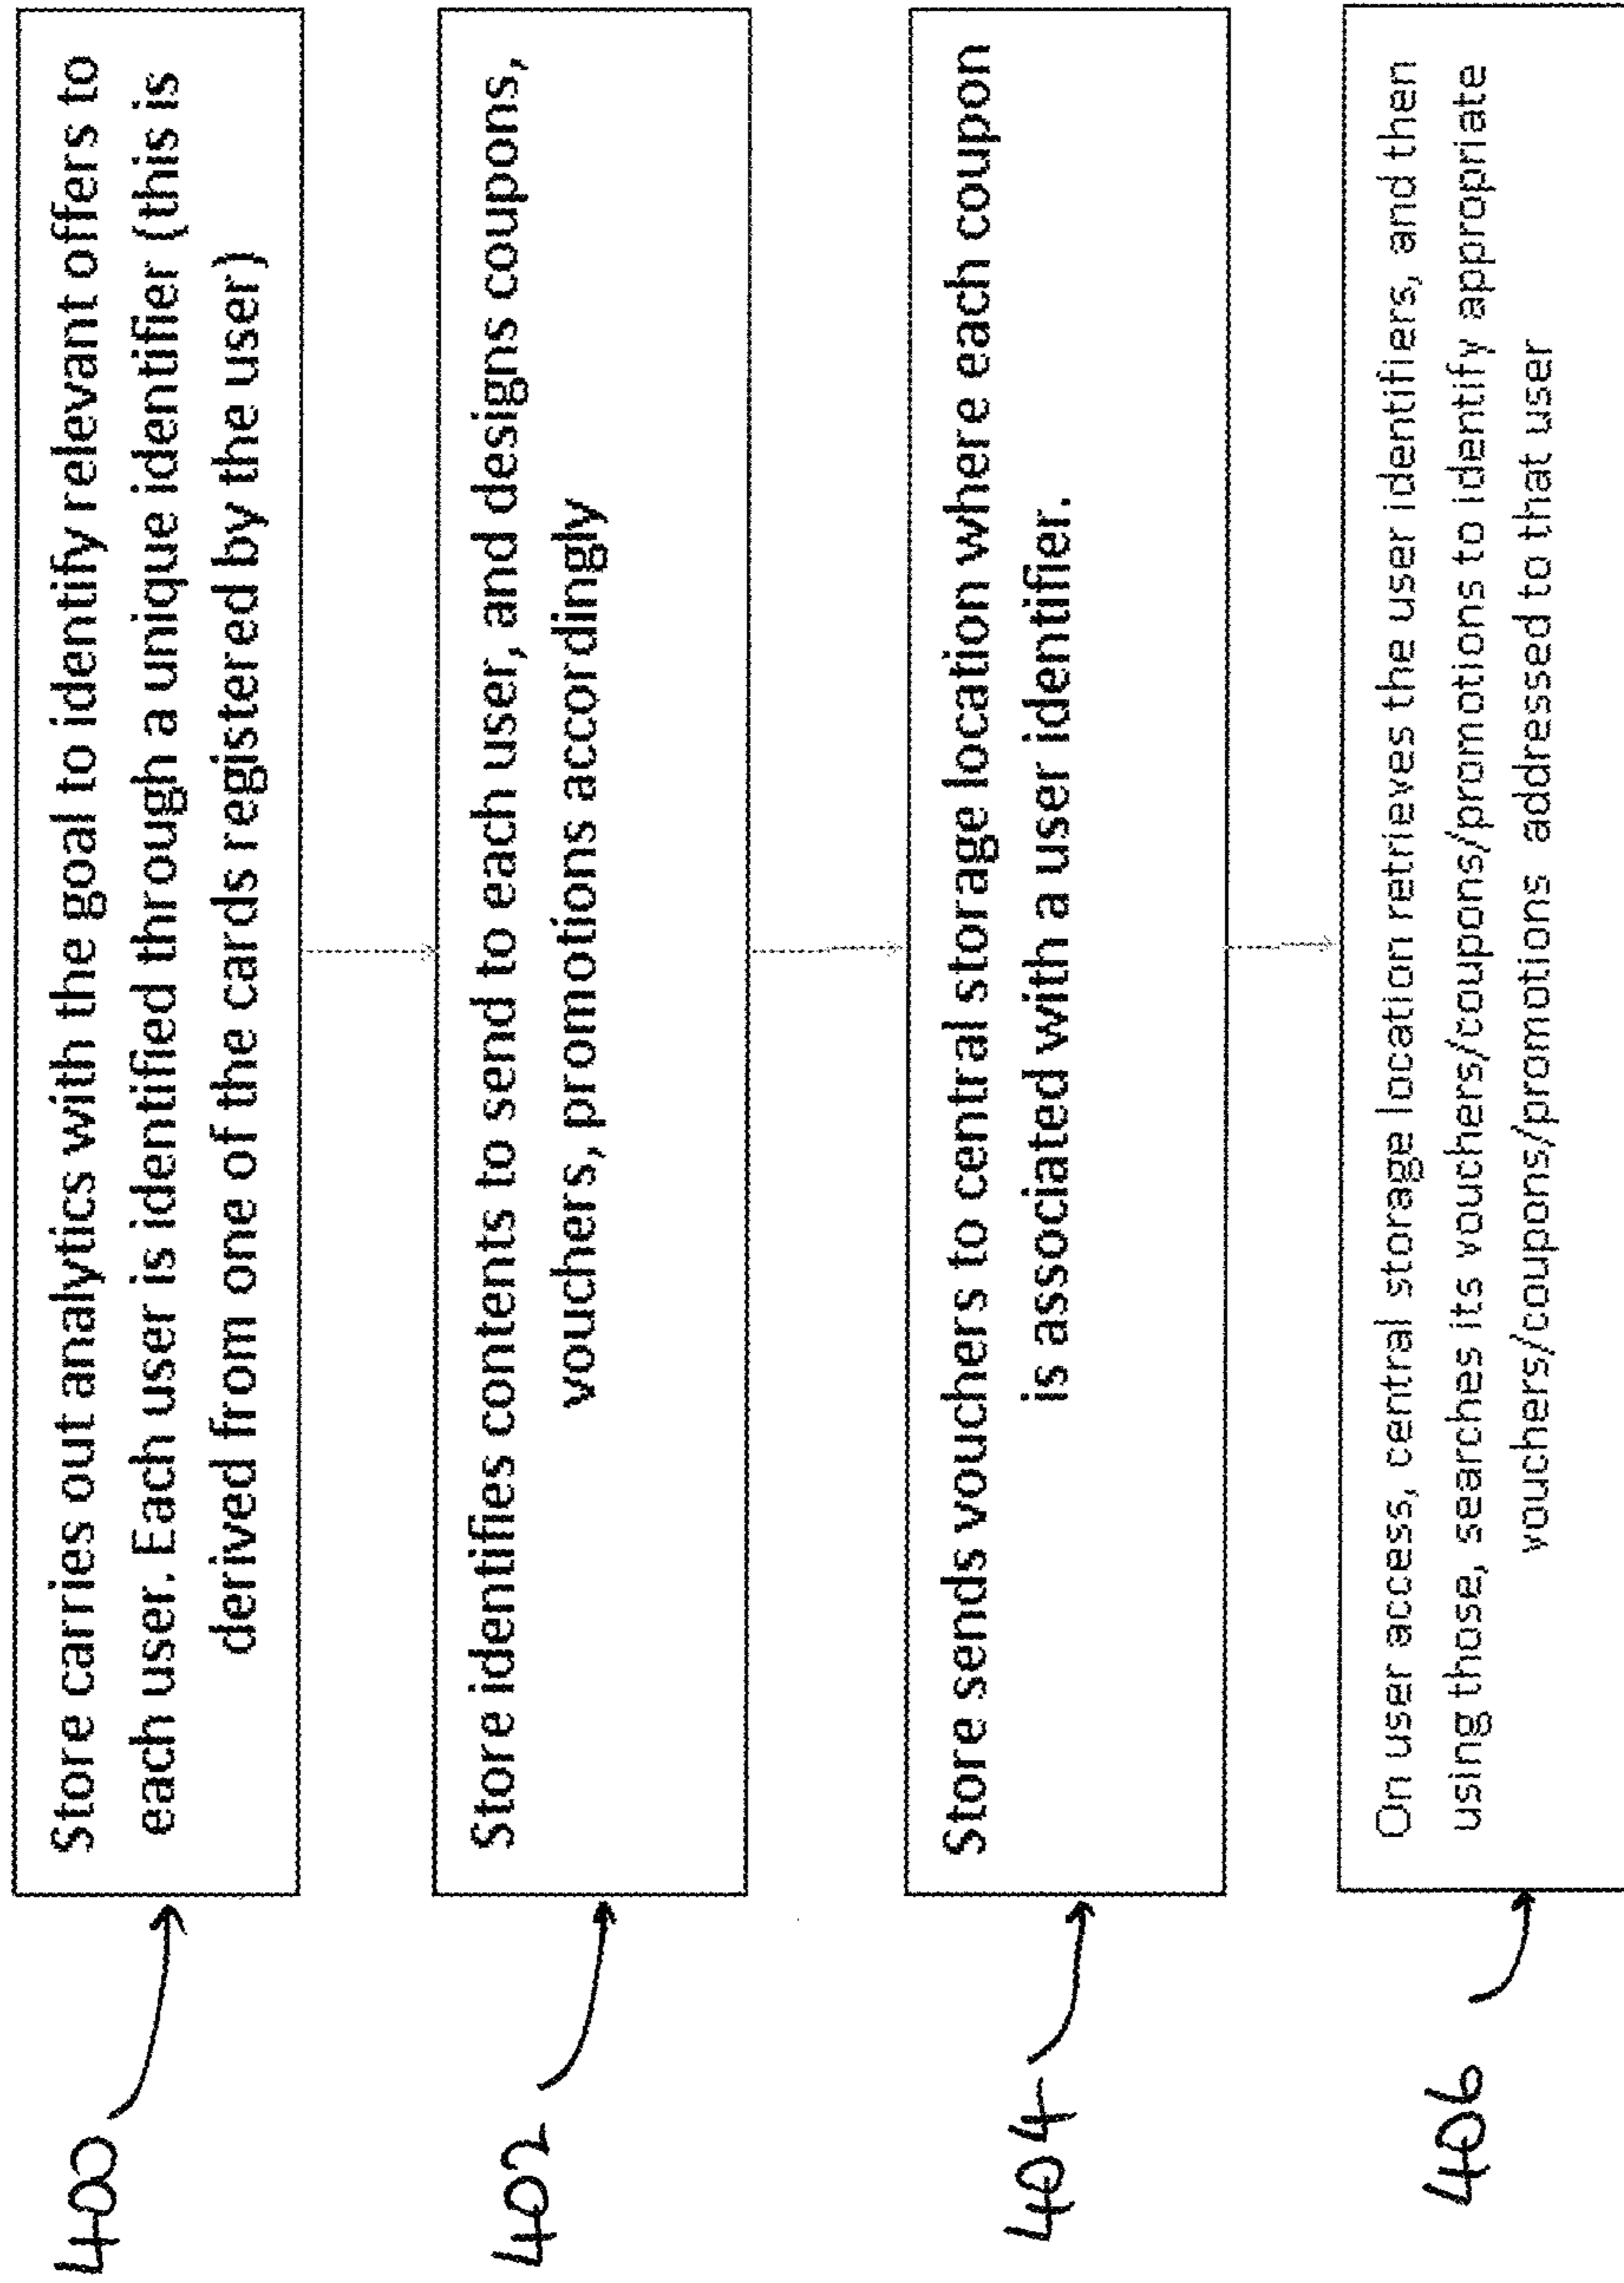 400
Store carries out analytics with the goal to identify relevant offers to
each user. Each user is identified through a unique identifier (this is
derived from one of the cards registered by the user)
402
Store identifies contents to send to each user, and designs coupons,
vouchers, promotions accordingly
404
Store sends vouchers to central storage location where each coupon
is associated with a user identifier.
406
On user access, central storage location retrieves the user identifiers, and then
using those, searches its vouchers/coupons/promotions to identify appropriate
vouchers/coupons/promotions addressed to that user